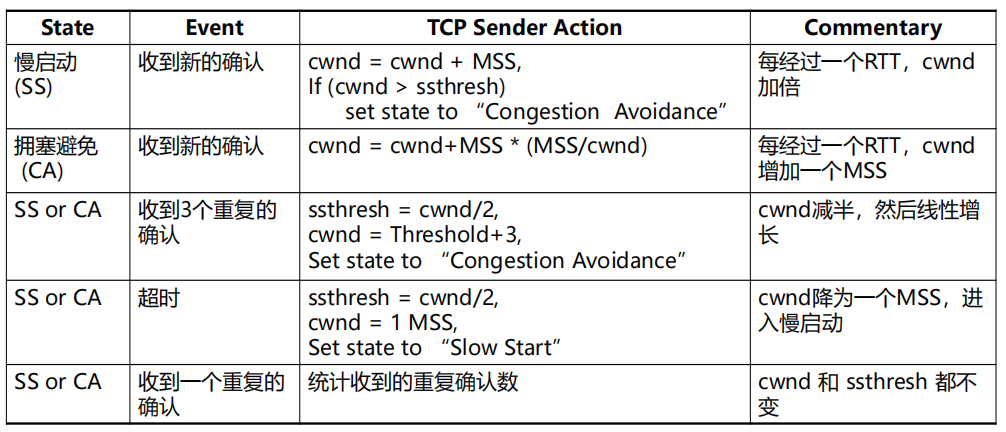 State Event TCP Sender Action Commentary
慢启动 收到新的确认 cwnd = cwnd + MSS, 每经过一个RTT，cwnd
(SS) If (cwnd > ssthresh) 加倍
set state to “Congestion Avoidance”
拥塞避免 收到新的确认 cwnd = cwnd+MSS * (MSS/cwnd) 每经过一个RTT，cwnd
(CA) 增加一个MSS
SS or CA 收到3个重复的 ssthresh = cwnd/2, cwnd减半，然后线性增
确认 cwnd = Threshold+3, 长
Set state to “Congestion Avoidance”
SS or CA 超时 ssthresh = cwnd/2, cwnd降为一个MSS，进
cwnd = 1 MSS, 入慢启动
Set state to “Slow Start”
SS or CA 收到一个重复的 统计收到的重复确认数 cwnd 和 ssthresh 都不
确认 变